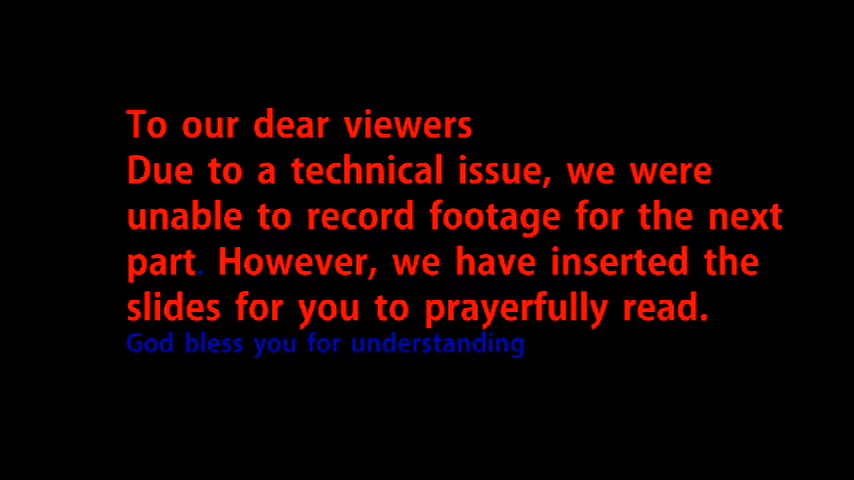 To our dear viewers
Due to a technical issue, we were
unable to record footage for the next
part. However, we have inserted the
slides for you to prayerfully read.
God bless you for understanding